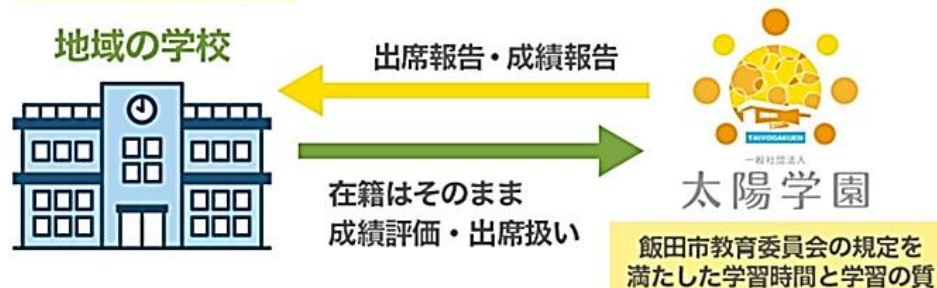 地域の学校
出席報告・成績報告
TAIYOGAKUEN
一般社団法人
太陽学園
在籍はそのまま
成績評価・出席扱い
飯田市教育委員会の規定を
満たした学習時間と学習の質